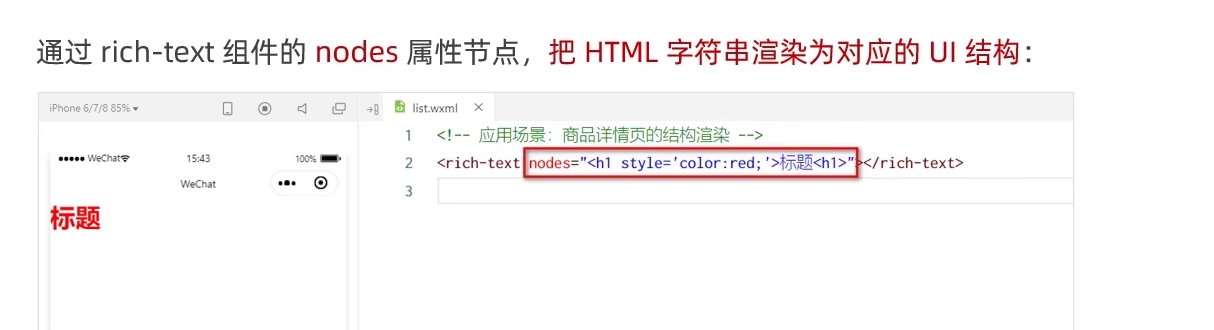 通过 rich-text 组件的 nodes 属性节点，把 HTML 字符串渲染为对应的 UI 结构：
iPhone 6/7/8 85%
list.wxml
WeChat
15:43
100%
WeChat
标题
1 <!-- 应用场景：商品详情页的结构渲染 -->
2 <rich-text nodes="<h1 style='color:red;'>标题<h1>"></rich-text>
3